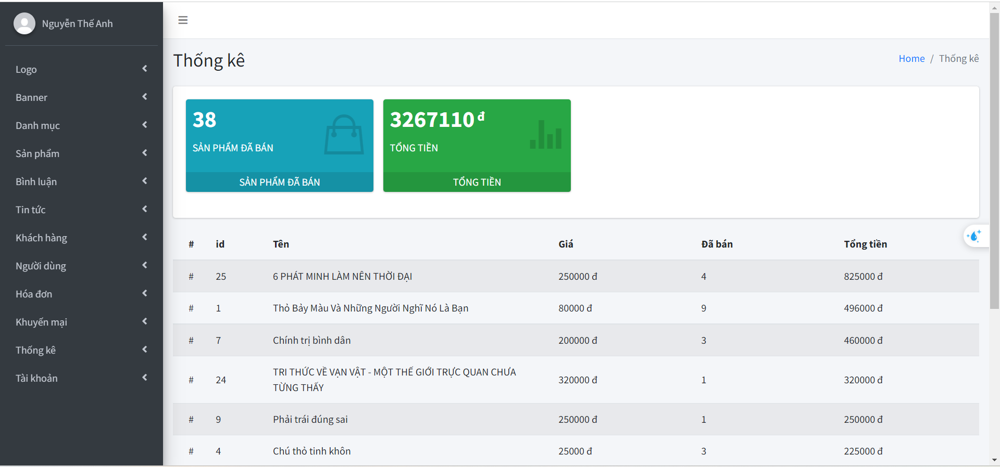 Nguyễn Thế Anh
Logo
Banner
Danh mục
Sản phẩm
Bình luận
Tin tức
Khách hàng
Người dùng
Hóa đơn
Khuyến mại
Thống kê
Tài khoản
Thống kê
Home / Thống kê
38
SẢN PHẨM ĐÃ BÁN
SẢN PHẨM ĐÃ BÁN
3267110 đ
TỔNG TIỀN
TỔNG TIỀN
# id Tên Giá Đã bán Tổng tiền
# 25 6 PHÁT MINH LÀM NÊN THỜI ĐẠI 250000 đ 4 825000 đ
# 1 Thỏ Bảy Màu Và Những Người Nghĩ Nó Là Bạn 80000 đ 9 496000 đ
# 7 Chính trị bình dân 200000 đ 3 460000 đ
# 24 TRI THỨC VỀ VẠN VẬT - MỘT THẾ GIỚI TRỰC QUAN CHƯA
TỪNG THẤY 320000 đ 1 320000 đ
# 9 Phải trái đúng sai 250000 đ 1 250000 đ
# 4 Chú thỏ tinh khôn 25000 đ 3 225000 đ